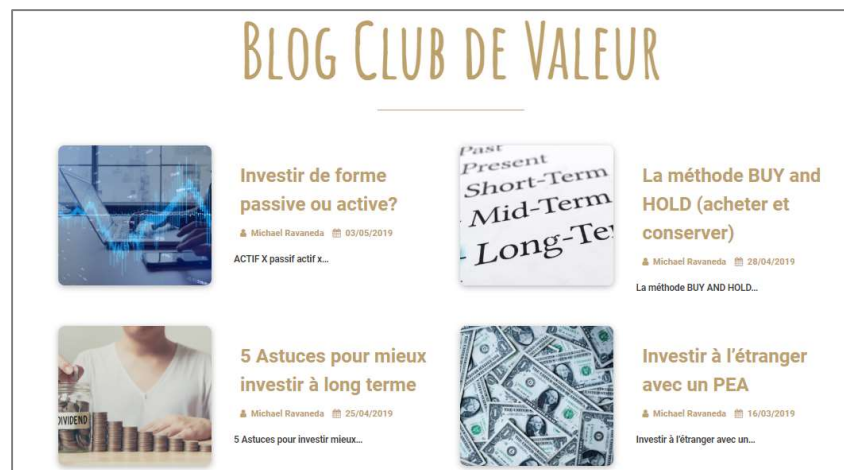 BLOG CLUB DE VALEUR
Investir de forme
passive ou active?
Michael Ravaneda 03/05/2019
ACTIF X passif actif x...
Past
Present
Short-Term
Mid-Term
Long-Te
La méthode BUY and
HOLD (acheter et
conserver)
Michael Ravaneda 28/04/2019
La méthode BUY AND HOLD...
DIVIDEND
5 Astuces pour mieux
investir à long terme
Michael Ravaneda 25/04/2019
5 Astuces pour investir mieux...
Investir à l'étranger
avec un PEA
Michael Ravaneda 16/03/2019
Investir à l'étranger avec un...